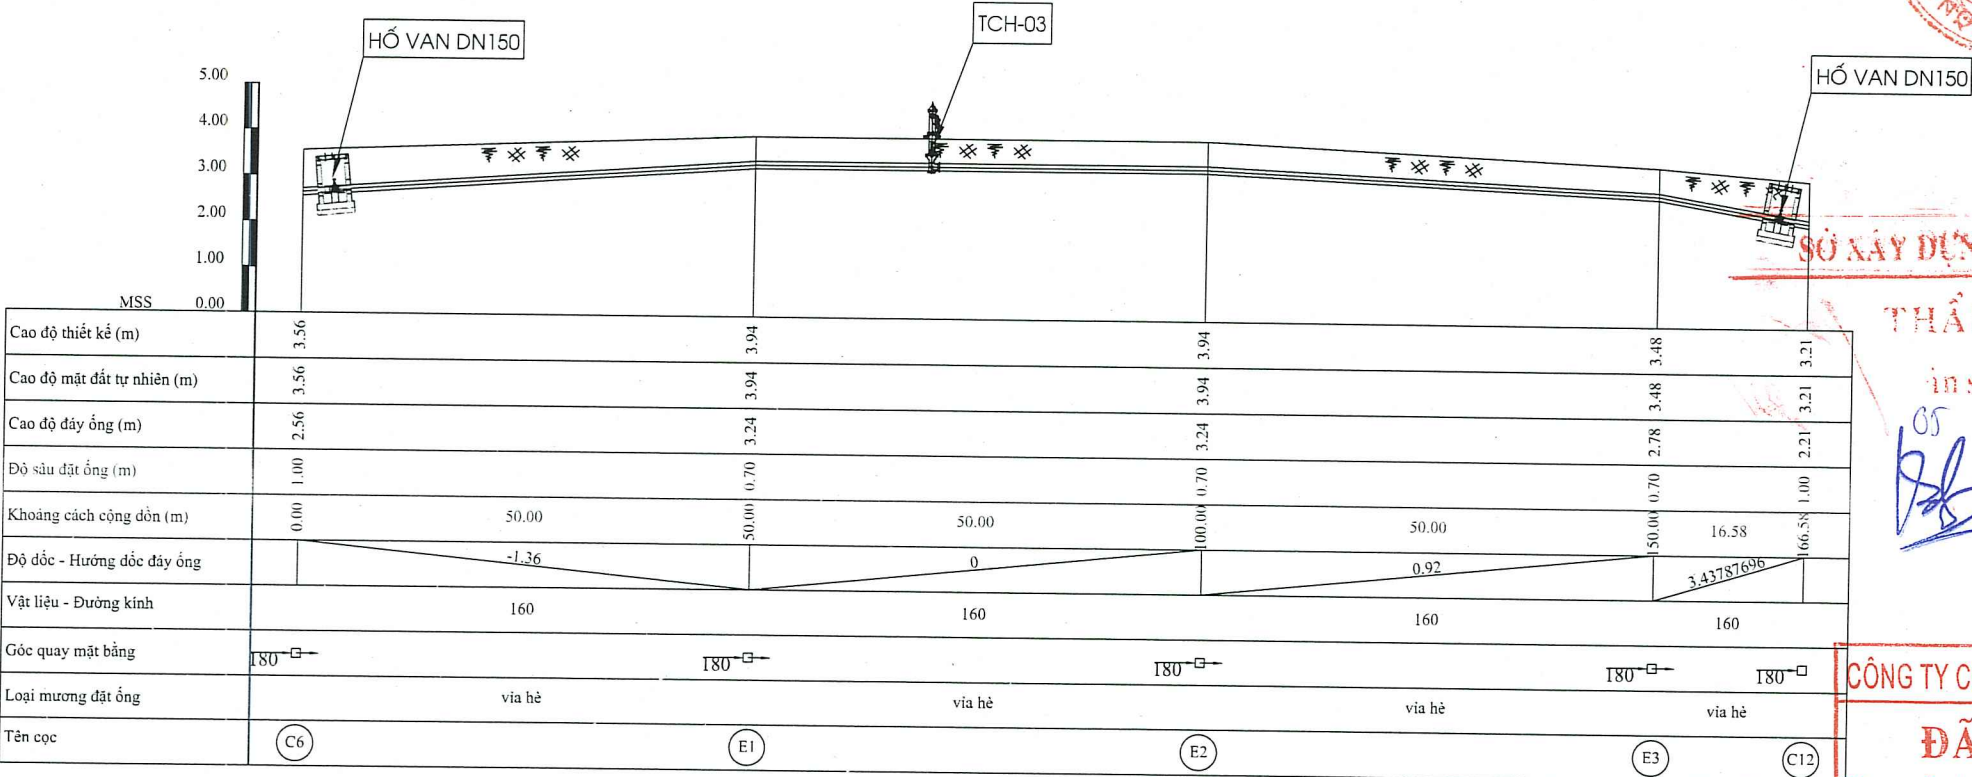 HỐ VAN DN150
TCH-03
HỐ VAN DN150
5.00
4.00
3.00
2.00
1.00
MSS 0.00
SỞ XÂY DỰN
THẨ
in s
05
Cao độ thiết kế (m) 3.56 3.94 3.94 3.48 3.21
Cao độ mặt đất tự nhiên (m) 3.56 3.94 3.94 3.48 3.21
Cao độ đáy ống (m) 2.56 3.24 3.24 2.78 2.21
Độ sâu đặt ống (m) 1.00 0.70 0.70 0.70 1.00
Khoảng cách cộng dồn (m) 0.00 50.00 50.00 50.00 100.00 50.00 150.00 16.58 166.58
Độ dốc - Hướng dốc đáy ống -1.36 0 0.92 3.43787696
Vật liệu - Đường kính 160 160 160 160
Góc quay mặt bằng 180 180 180 180 180
Loại mương đặt ống vỉa hè vỉa hè vỉa hè vỉa hè
Tên cọc C6 E1 E2 E3 C12
CÔNG TY C
ĐÃ